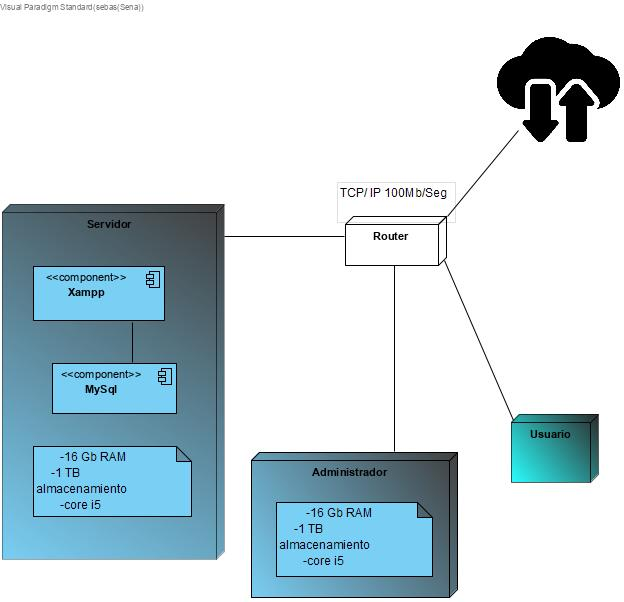 Visual Paradigm Standard(sebas(Sena))
TCP/ IP 100Mb/Seg
Router
Servidor
<<component>>
Xampp
<<component>>
MySql
-16 Gb RAM
-1 TB
almacenamiento
-core i5
Administrador
-16 Gb RAM
-1 TB
almacenamiento
-core i5
Usuario